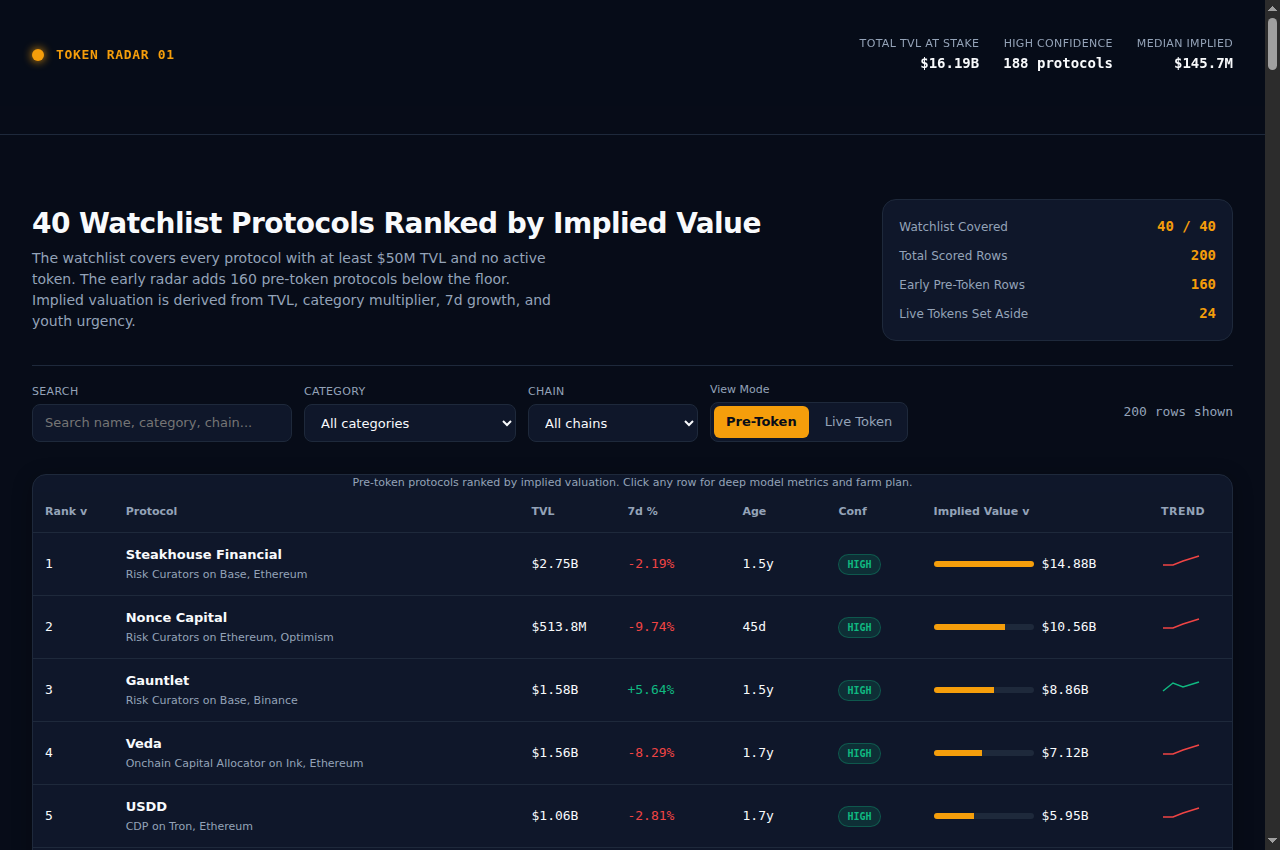 TOKEN RADAR 01
TOTAL TVL AT STAKE
$16.19B
HIGH CONFIDENCE
188 protocols
MEDIAN IMPLIED
$145.7M
40 Watchlist Protocols Ranked by Implied Value
The watchlist covers every protocol with at least $50M TVL and no active
token. The early radar adds 160 pre-token protocols below the floor.
Implied valuation is derived from TVL, category multiplier, 7d growth, and
youth urgency.
Watchlist Covered 40 / 40
Total Scored Rows 200
Early Pre-Token Rows 160
Live Tokens Set Aside 24
SEARCH
Search name, category, chain...
CATEGORY
All categories
CHAIN
All chains
View Mode
Pre-Token Live Token
200 rows shown
Pre-token protocols ranked by implied valuation. Click any row for deep model metrics and farm plan.
Rank v Protocol TVL 7d % Age Conf Implied Value v TREND
1 Steakhouse Financial $2.75B -2.19% 1.5y HIGH $14.88B
Risk Curators on Base, Ethereum
2 Nonce Capital $513.8M -9.74% 45d HIGH $10.56B
Risk Curators on Ethereum, Optimism
3 Gauntlet $1.58B +5.64% 1.5y HIGH $8.86B
Risk Curators on Base, Binance
4 Veda $1.56B -8.29% 1.7y HIGH $7.12B
Onchain Capital Allocator on Ink, Ethereum
5 USDD $1.06B -2.81% 1.7y HIGH $5.95B
CDP on Tron, Ethereum